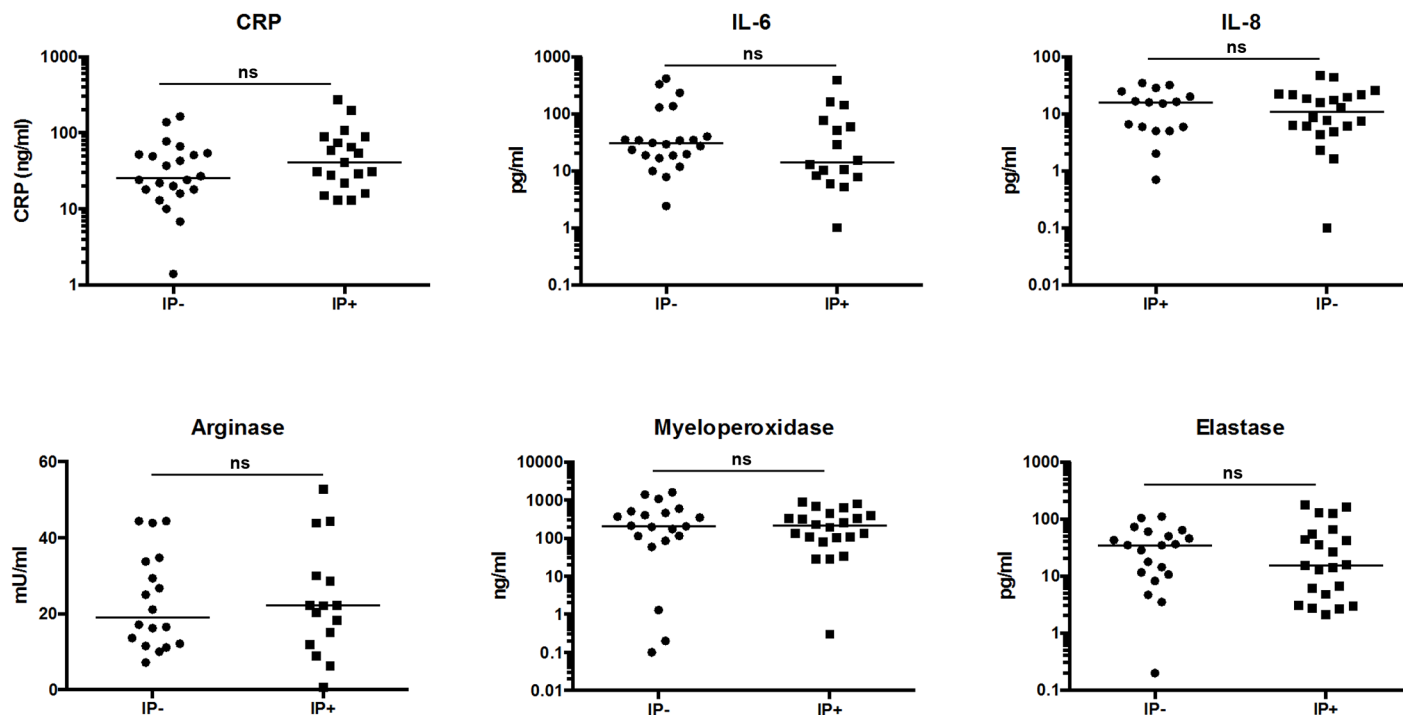 CRP
CRP (ng/ml)
1000
100
10
1
ns
IP-
IP+
IL-6
pg/ml
1000
100
10
1
0.1
ns
IP-
IP+
IL-8
pg/ml
100
10
1
0.1
0.01
ns
IP+
IP-
Arginase
mU/ml
60
40
20
0
ns
IP-
IP+
Myeloperoxidase
ng/ml
10000
1000
100
10
1
0.1
0.01
ns
IP-
IP+
Elastase
pg/ml
1000
100
10
1
0.1
ns
IP-
IP+